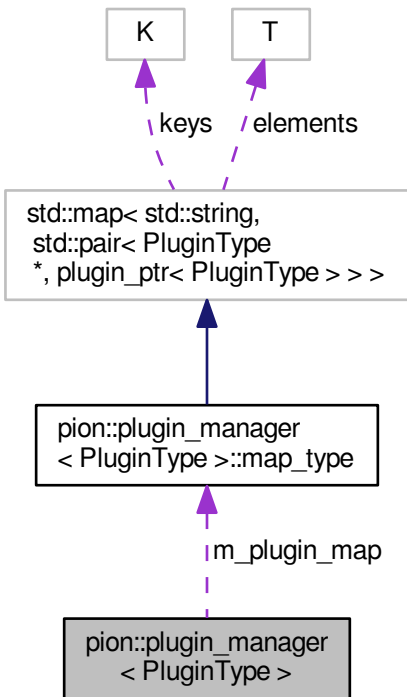 K
T
keys
elements
std::map< std::string,
std::pair< PluginType
*, plugin_ptr< PluginType > > >
pion::plugin_manager
< PluginType >::map_type
m_plugin_map
pion::plugin_manager
< PluginType >